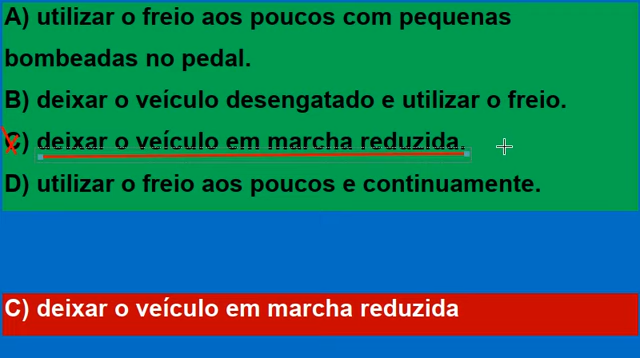 A) utilizar o freio aos poucos com pequenas
bombeadas no pedal.
B) deixar o veículo desengatado e utilizar o freio.
C) deixar o veículo em marcha reduzida.
D) utilizar o freio aos poucos e continuamente.
C) deixar o veículo em marcha reduzida